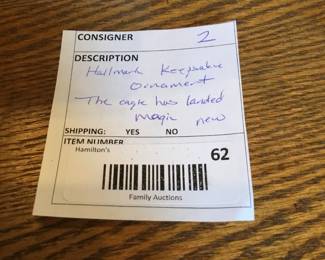 CONSIGNER 2
DESCRIPTION
Hallmark Keepsake
Ornament
The eagle has landed
magic new
SHIPPING: YES NO
ITEM NUMBER
Hamilton's 62
Family Auctions